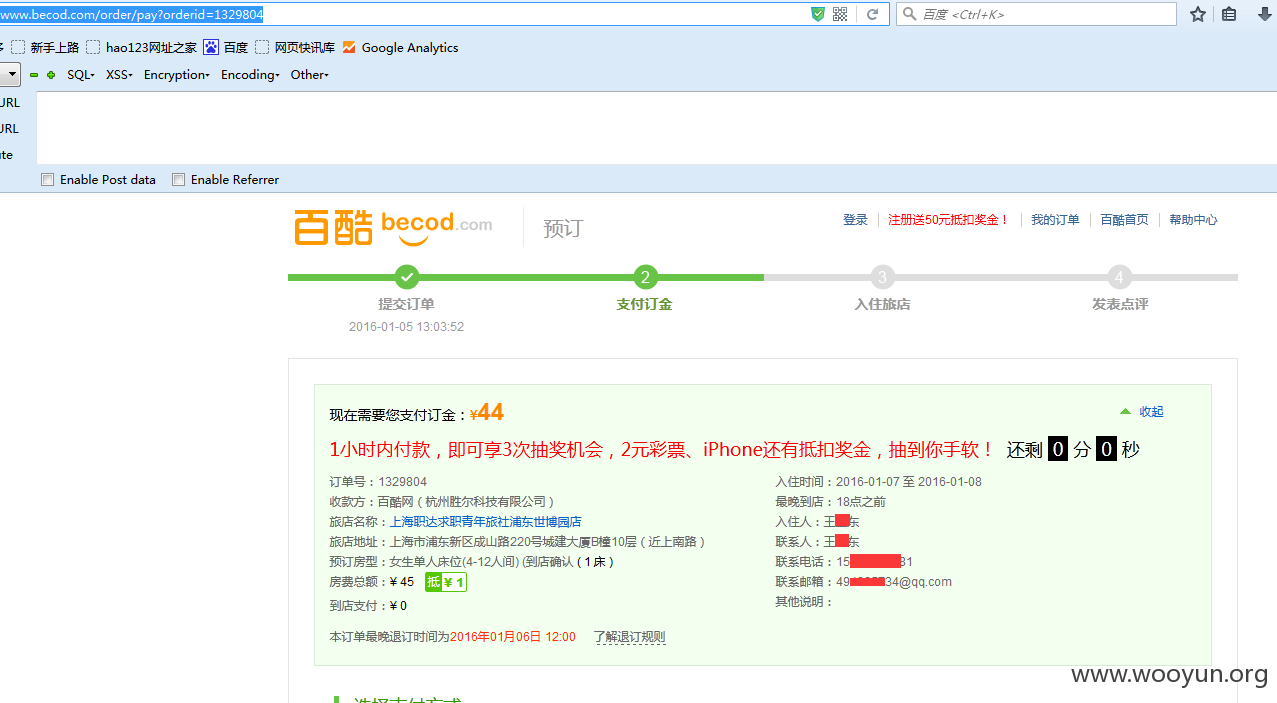 www.becod.com/order/pay?orderid=1329804
百度 <Ctrl+K>
新手上路 hao123网址之家 百度 网页快讯库 Google Analytics
SQL XSS Encryption Encoding Other
URL
URL
Enable Post data Enable Referrer
百酷 becod.com 预订
登录 注册送50元抵扣奖金！ 我的订单 百酷首页 帮助中心
2 3 4
提交订单 支付订金 入住旅店 发表点评
2016-01-05 13:03:52
现在需要您支付订金：¥44 收起
1小时内付款，即可享3次抽奖机会，2元彩票、iPhone还有抵扣奖金，抽到你手软！ 还剩 0 分 0 秒
订单号：1329804 入住时间：2016-01-07 至 2016-01-08
收款方：百酷网（杭州胜尔科技有限公司） 最晚到店：18点之前
旅店名称：上海职达求职青年旅社浦东世博园店 入住人：王 东
旅店地址：上海市浦东新区成山路220号城建大厦B幢10层（近上南路） 联系人：王 东
预订房型：女生单人床位(4-12人间) (到店确认（1床） 联系电话：15 31
房费总额：¥ 45 抵 ¥ 1 联系邮箱：49 34@qq.com
到店支付：¥ 0 其他说明：
本订单最晚退订时间为2016年01月06日 12:00 了解退订规则
选择支付方式
www.wooyun.org